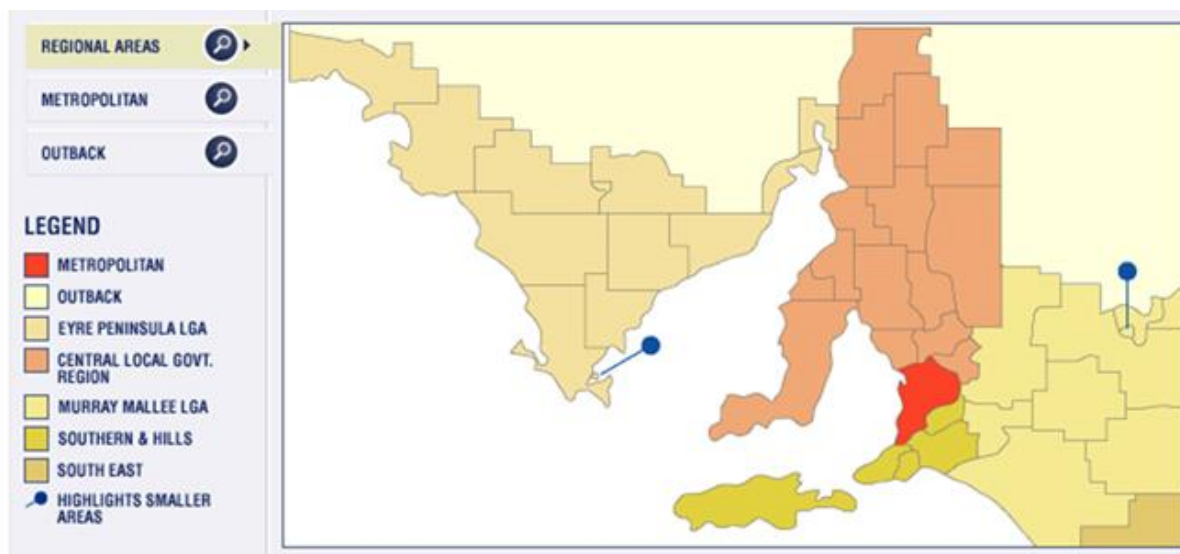 REGIONAL AREAS
METROPOLITAN
OUTBACK
LEGEND
METROPOLITAN
OUTBACK
EYRE PENINSULA LGA
CENTRAL LOCAL GOVT.
REGION
MURRAY MALLEE LGA
SOUTHERN & HILLS
SOUTH EAST
HIGHLIGHTS SMALLER
AREAS